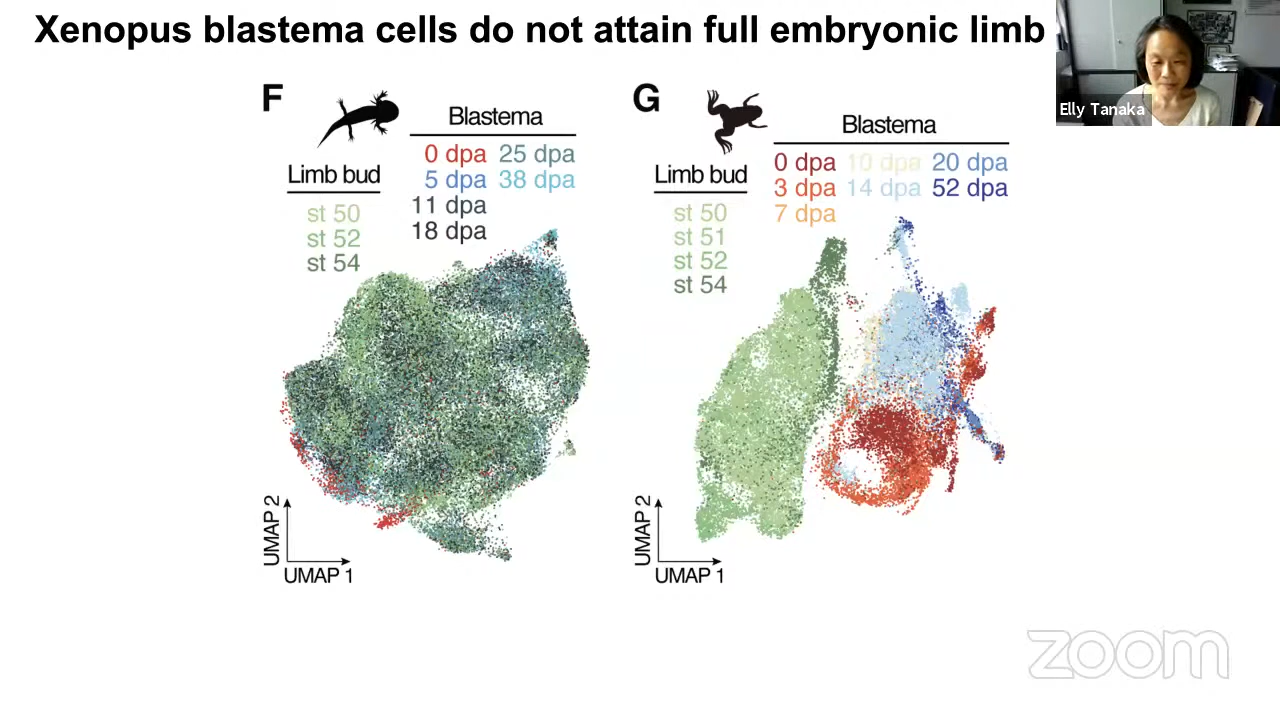 Xenopus blastema cells do not attain full embryonic limb
Elly Tanaka
F
Blastema
0 dpa 25 dpa
5 dpa 38 dpa
11 dpa
18 dpa
Limb bud
st 50
st 52
st 54
UMAP 2
UMAP 1
G
Blastema
0 dpa 10 dpa 20 dpa
3 dpa 14 dpa 52 dpa
7 dpa
Limb bud
st 50
st 51
st 52
st 54
UMAP 2
UMAP 1
zoom